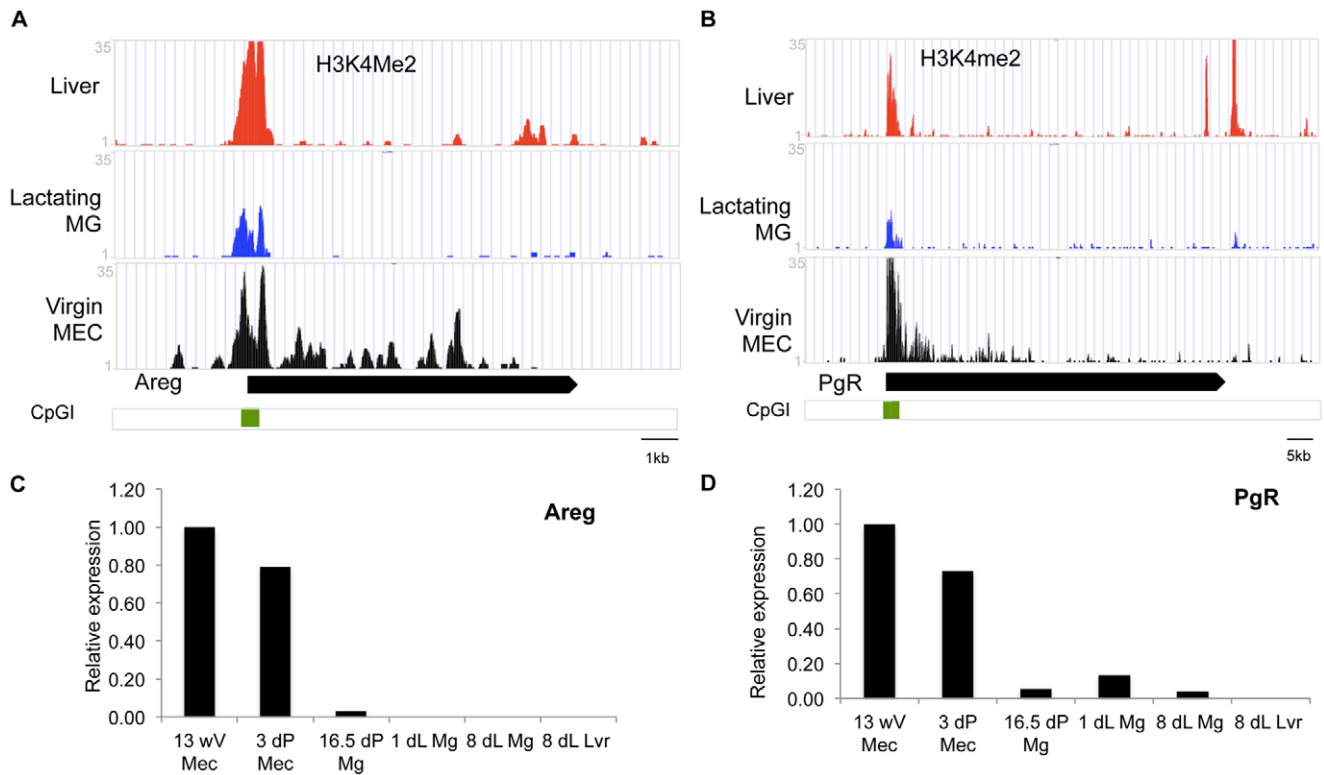 A
35
H3K4Me2
Liver
1
35
Lactating
MG
1
35
Virgin
MEC
1
Areg
CpGI
1kb
B
35
H3K4me2
Liver
1
35
Lactating
MG
1
35
Virgin
MEC
1
PgR
CpGI
5kb
C
Areg
Relative expression
1.20
1.00
0.80
0.60
0.40
0.20
0.00
13 wV 3 dP 16.5 dP 1 dL Mg 8 dL Mg 8 dL Lvr
Mec Mec Mg
D
PgR
Relative expression
1.20
1.00
0.80
0.60
0.40
0.20
0.00
13 wV 3 dP 16.5 dP 1 dL Mg 8 dL Mg 8 dL Lvr
Mec Mec Mg